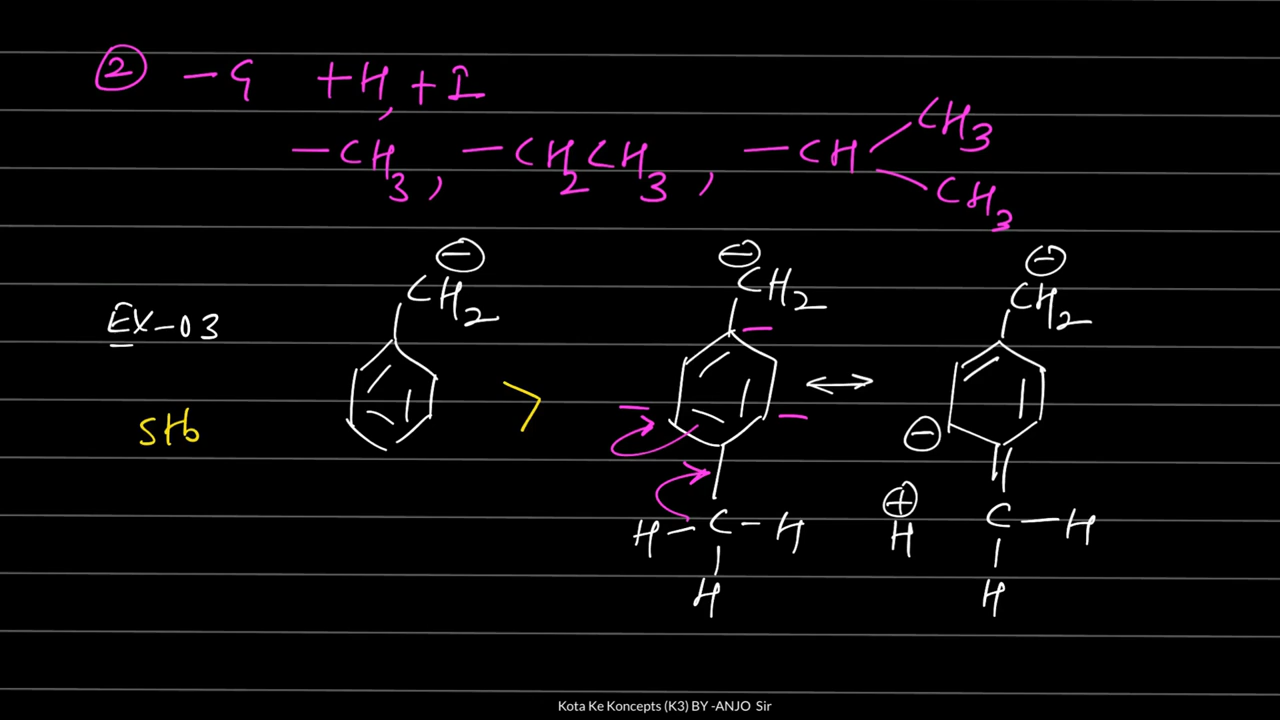 ② -G +H, +I
-CH3, -CH2CH3, -CH CH3 CH3
⊖ ⊖ ⊖
CH2 CH2 CH2
EX-03
> ↔
stb ⊖
⊕
H-C-H H C-H
H H
Kota Ke Koncepts (K3) BY -ANJO Sir